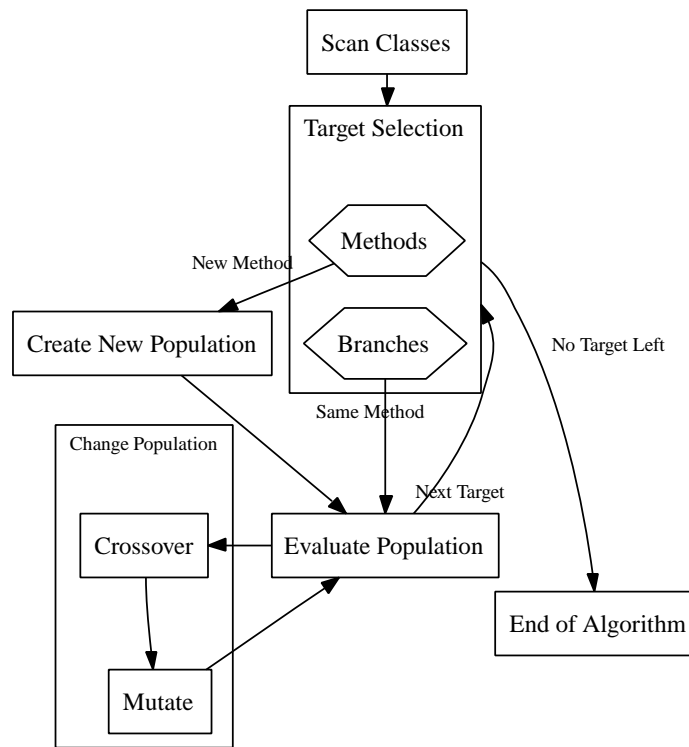 Scan Classes
Target Selection
Methods
New Method
Create New Population
Branches
No Target Left
Same Method
Change Population
Next Target
Crossover
Evaluate Population
End of Algorithm
Mutate